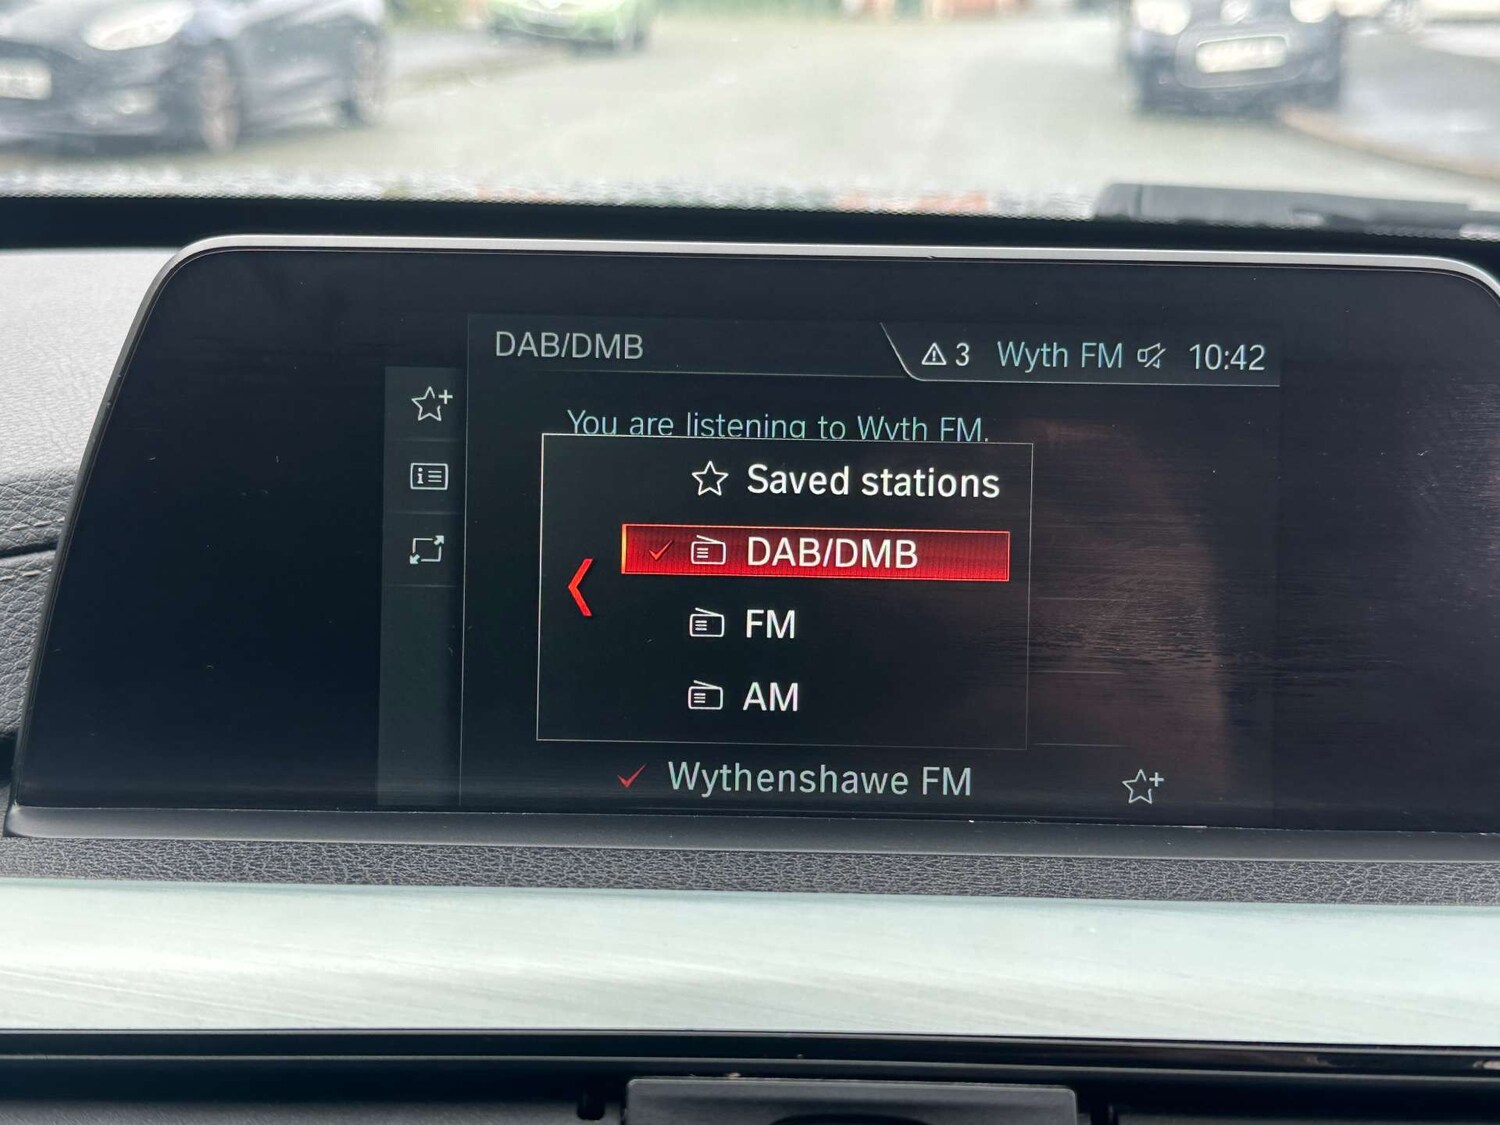 DAB/DMB
3 Wyth FM 10:42
You are listening to Wyth FM.
Saved stations
DAB/DMB
FM
AM
Wythenshawe FM